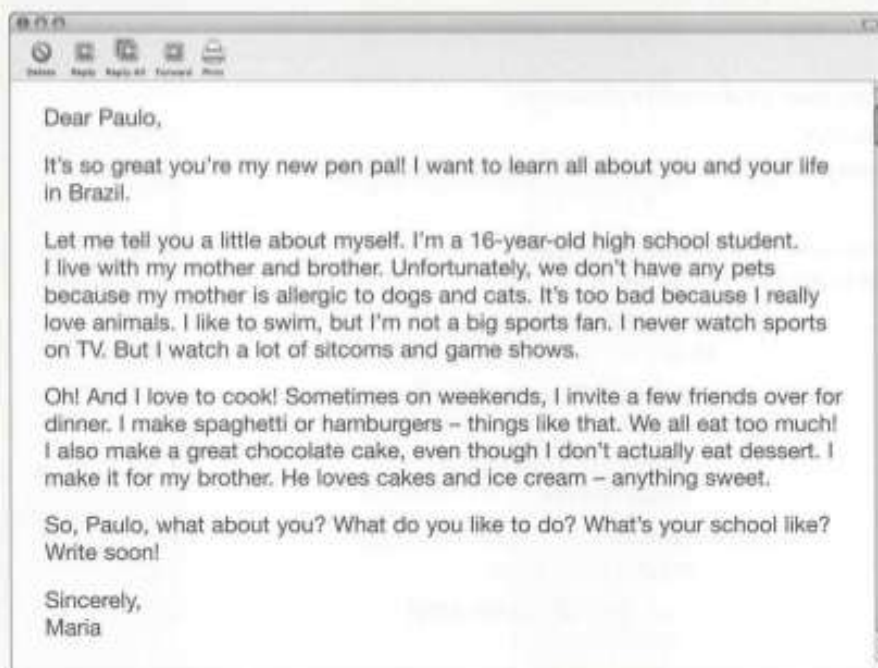 Delete Reply Reply All Forward Print
Dear Paulo,
It's so great you're my new pen pal! I want to learn all about you and your life
in Brazil.
Let me tell you a little about myself. I'm a 16-year-old high school student.
I live with my mother and brother. Unfortunately, we don't have any pets
because my mother is allergic to dogs and cats. It's too bad because I really
love animals. I like to swim, but I'm not a big sports fan. I never watch sports
on TV. But I watch a lot of sitcoms and game shows.
Oh! And I love to cook! Sometimes on weekends, I invite a few friends over for
dinner. I make spaghetti or hamburgers – things like that. We all eat too much!
I also make a great chocolate cake, even though I don't actually eat dessert. I
make it for my brother. He loves cakes and ice cream – anything sweet.
So, Paulo, what about you? What do you like to do? What's your school like?
Write soon!
Sincerely,
Maria